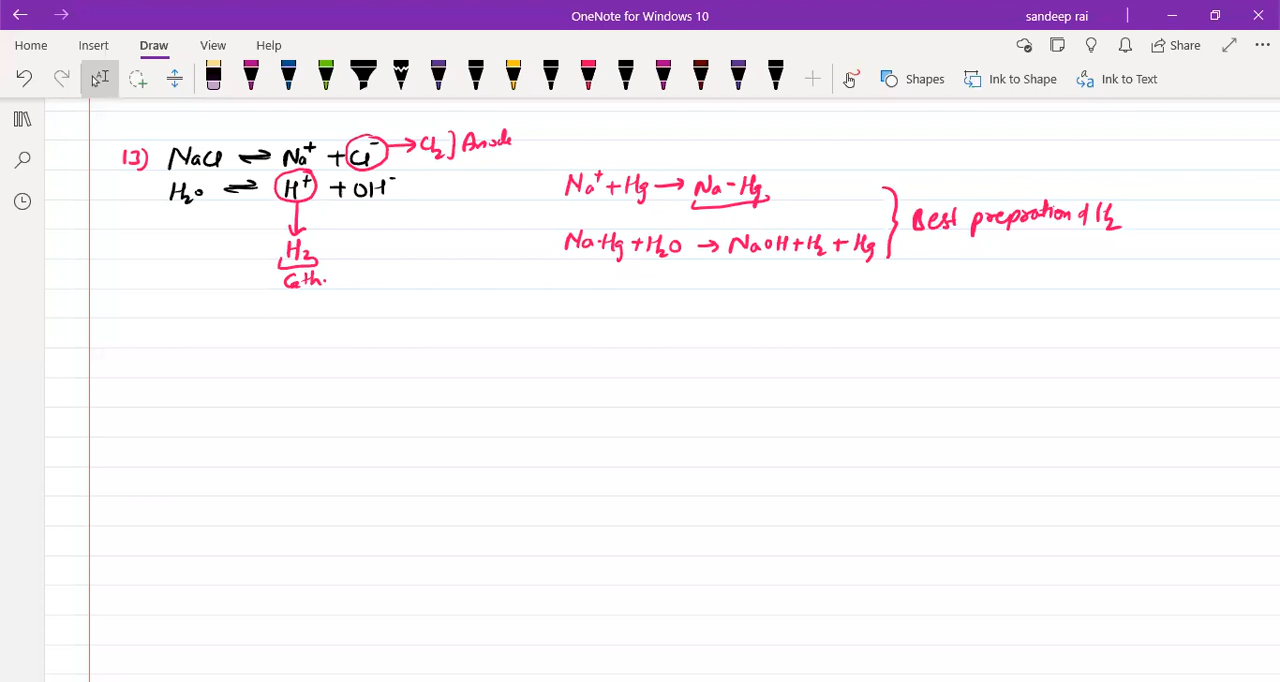 OneNote for Windows 10
sandeep rai
Home Insert Draw View Help
Share
Shapes Ink to Shape Ink to Text
13) NaCl ⇌ Na⁺ + Cl⁻ → Cl₂] Anode
H₂O ⇌ H⁺ + OH⁻
H₂
Cath.
Na⁺ + Hg → Na-Hg
Na-Hg + H₂O → NaOH + H₂ + Hg
Best prepration of H₂